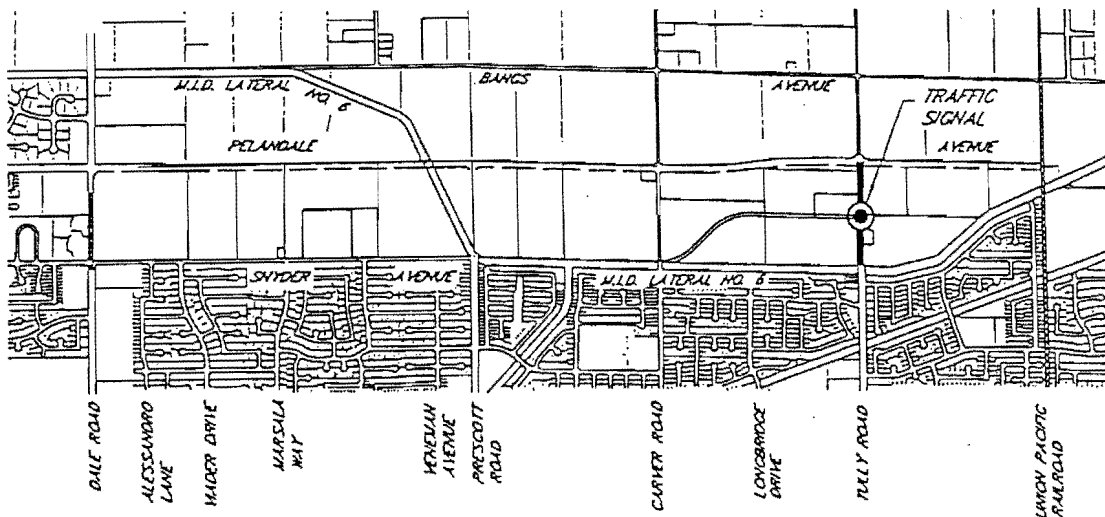 M.I.D. LATERAL
NO. 6
BANGS
AVENUE
TRAFFIC
SIGNAL
PELANDALE
AVENUE
SNYDER
AVENUE
M.I.D. LATERAL NO. 6
DALE ROAD
ALESSANDRO
LANE
VADER DRIVE
MARSALA
WAY
VENEMAN
AVENUE
PRESCOTT
ROAD
CARVER ROAD
LONGBRIDGE
DRIVE
TULLY ROAD
UNION PACIFIC
RAILROAD